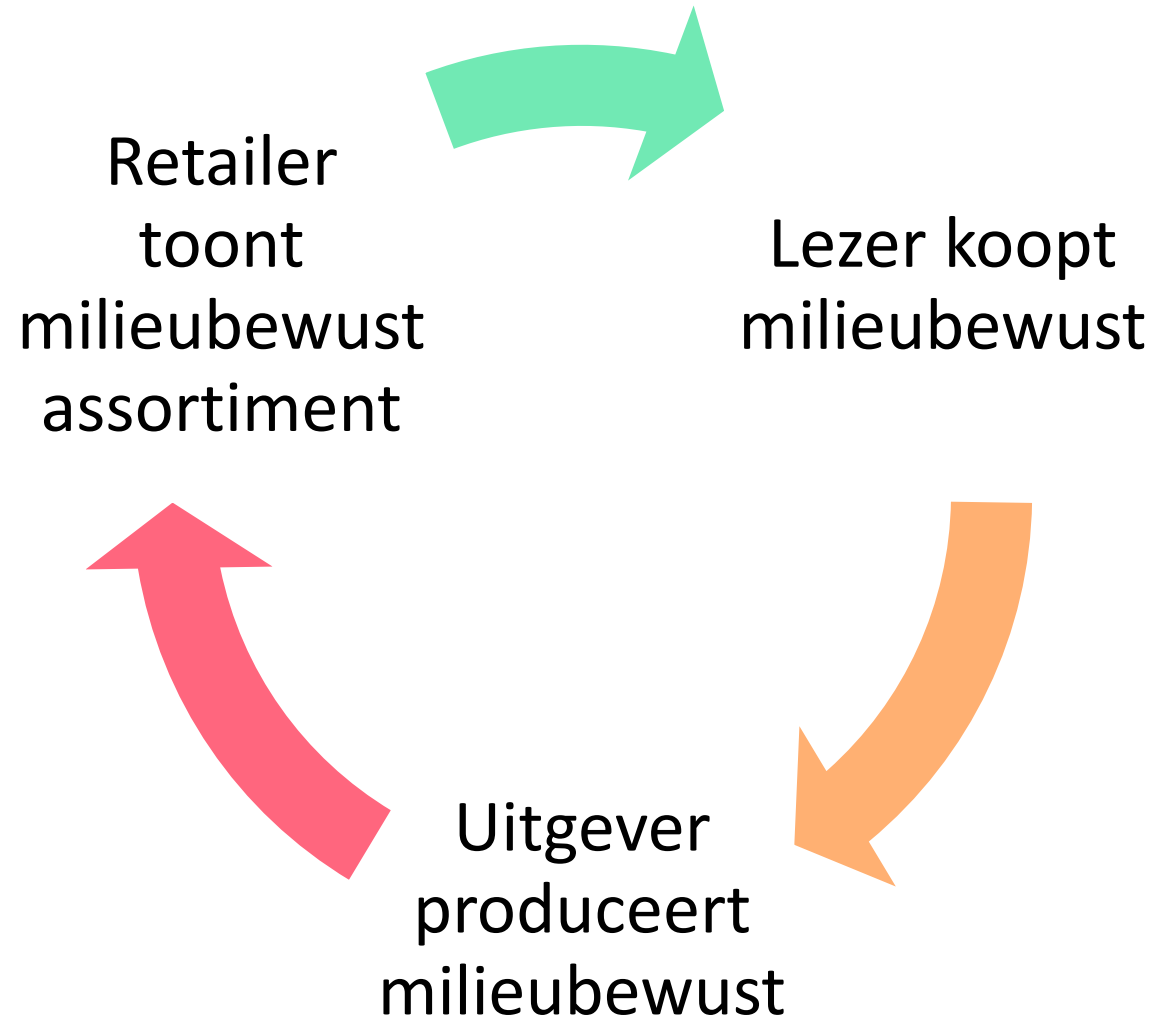 Retailer
toont
milieubewust
assortiment
Lezer koopt
milieubewust
Uitgever
produceert
milieubewust